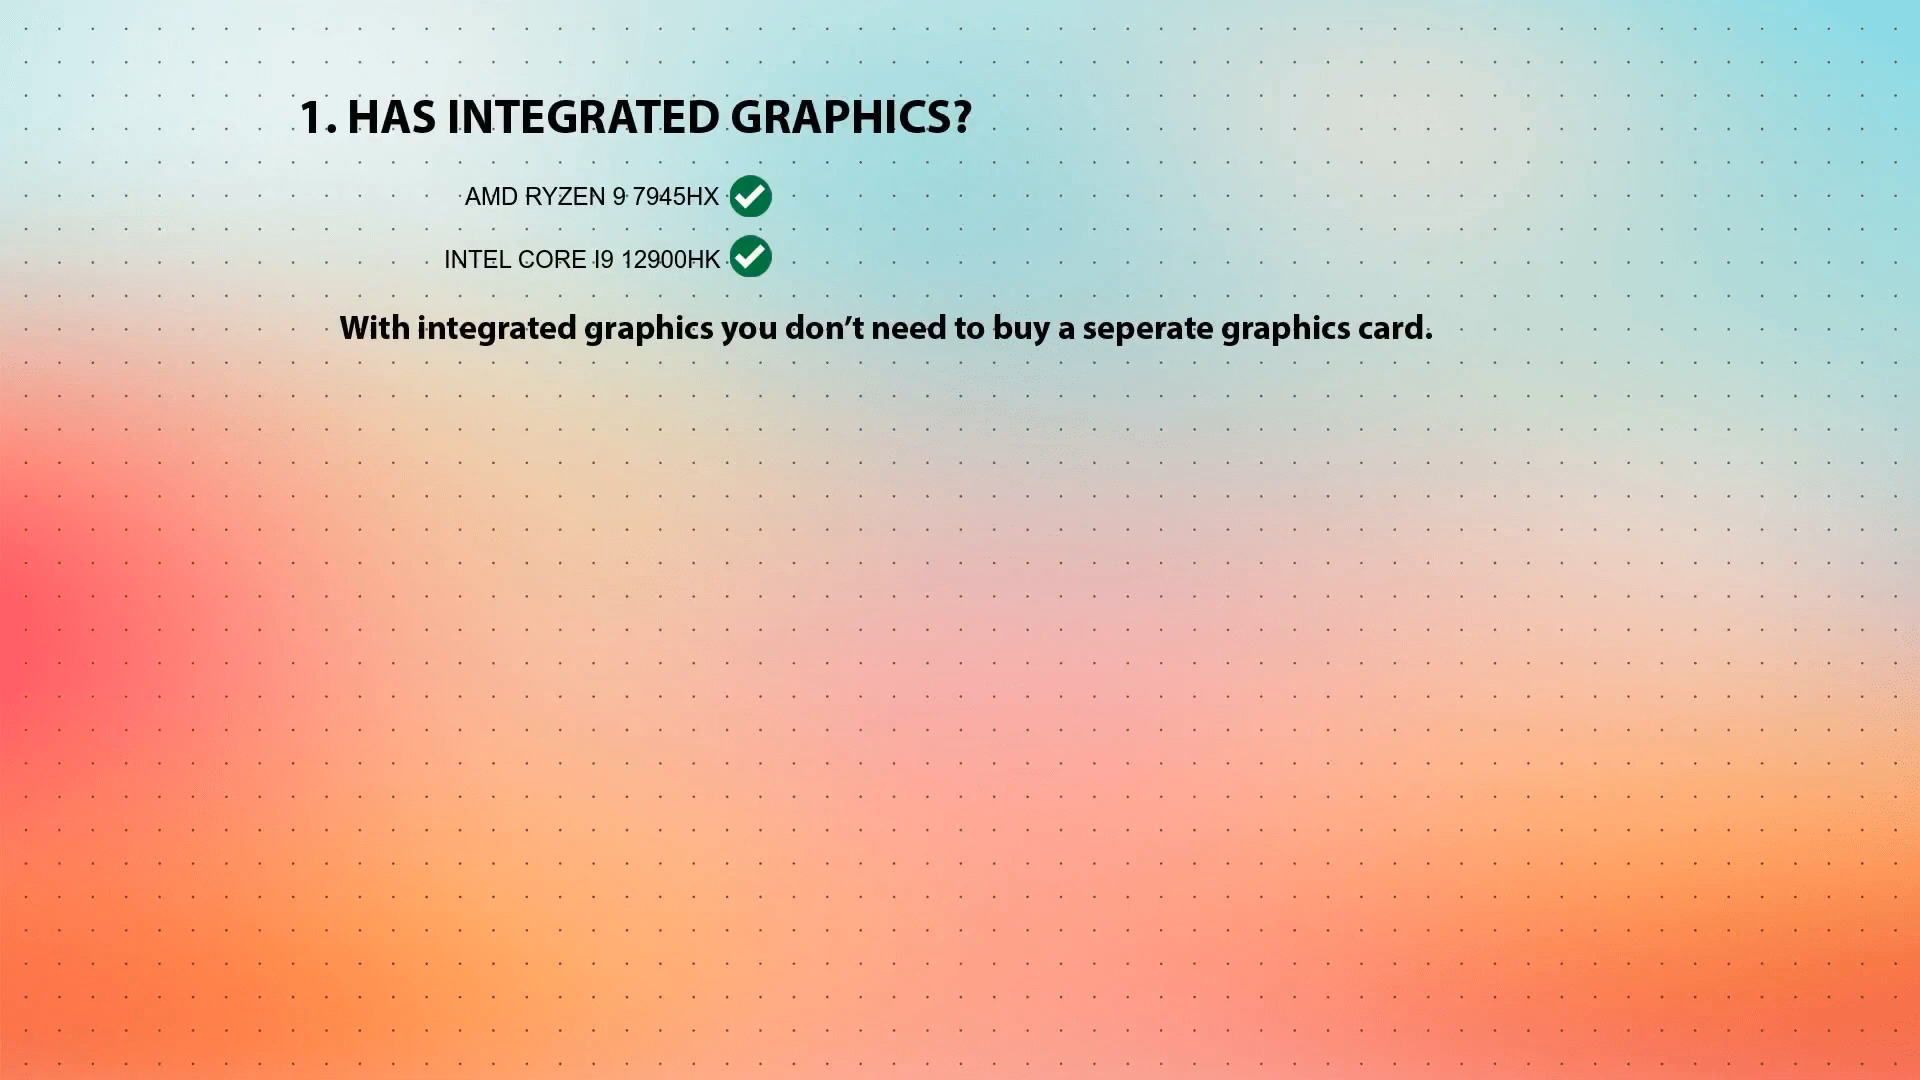 1. HAS INTEGRATED GRAPHICS?
AMD RYZEN 9 7945HX
INTEL CORE I9 12900HK
With integrated graphics you don’t need to buy a seperate graphics card.